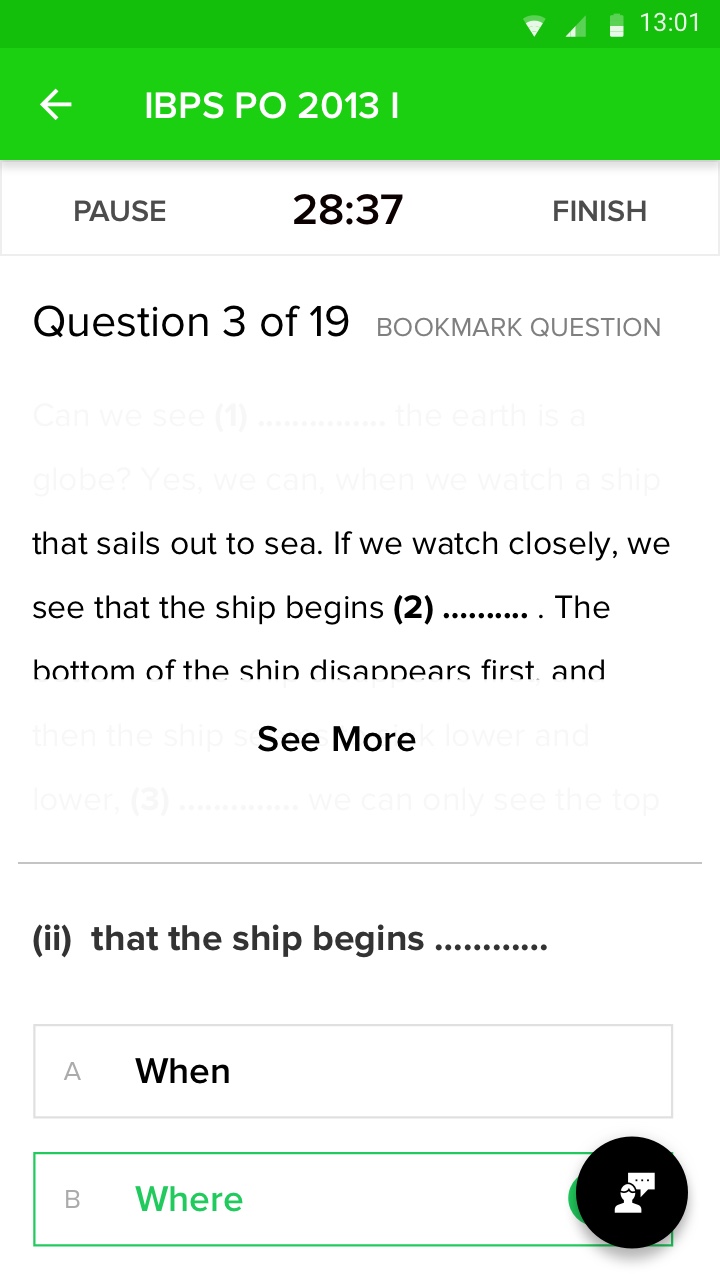 13:01
IBPS PO 2013 I
PAUSE 28:37 FINISH
Question 3 of 19 BOOKMARK QUESTION
Can we see (1) ............... the earth is a
globe? Yes, we can, when we watch a ship
that sails out to sea. If we watch closely, we
see that the ship begins (2) .......... . The
bottom of the ship disappears first, and
then the ship lower and
See More
lower, (3) .............. we can only see the top
(ii) that the ship begins ............
A When
B Where